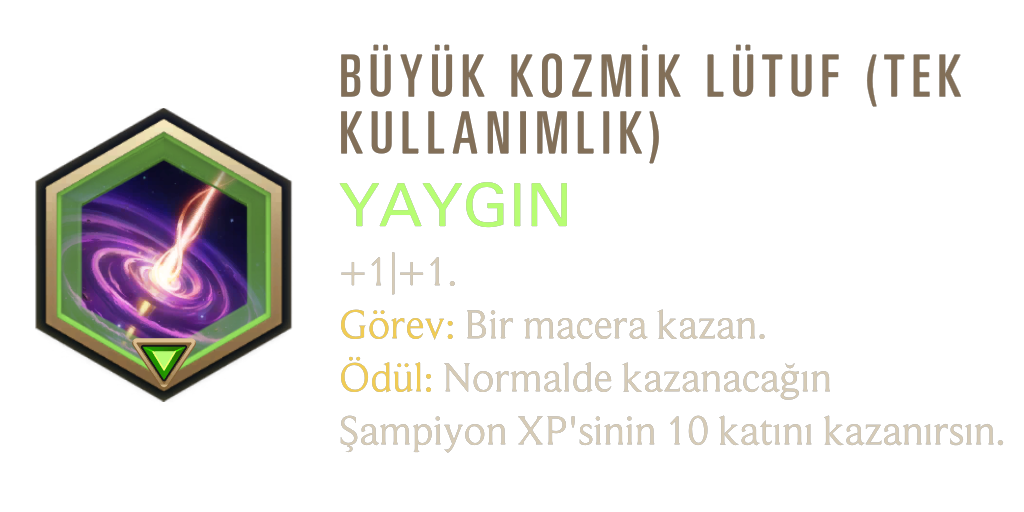 BÜYÜK KOZMİK LÜTUF (TEK
KULLANIMLIK)
YAYGIN
+1|+1.
Görev: Bir macera kazan.
Ödül: Normalde kazanacağın
Şampiyon XP'sinin 10 katını kazanırsın.